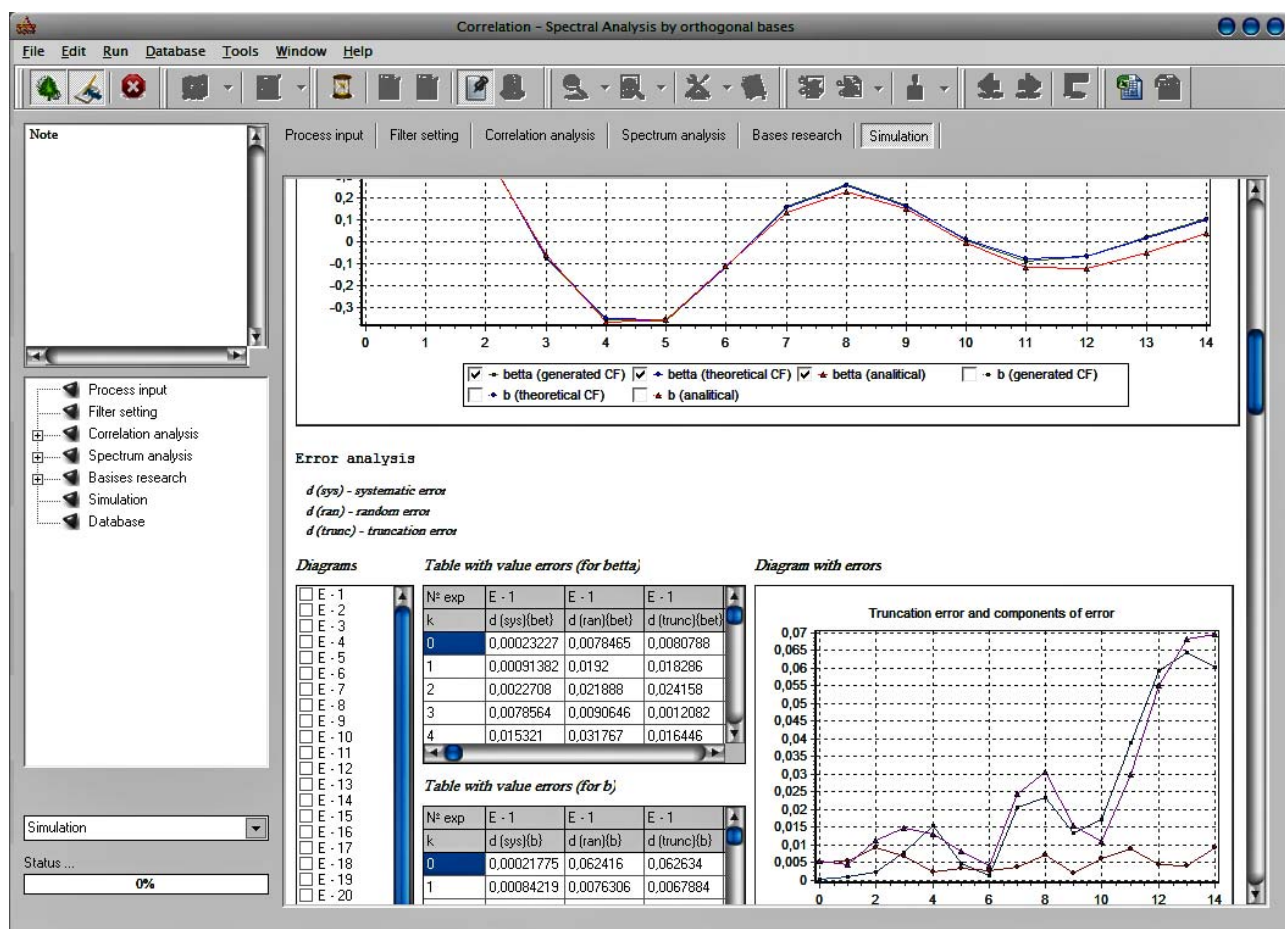 Correlation - Spectral Analysis by orthogonal bases
File Edit Run Database Tools Window Help
Note
Process input
Filter setting
Correlation analysis
Spectrum analysis
Basises research
Simulation
Database
Simulation
Status ...
0%
Process input Filter setting Correlation analysis Spectrum analysis Bases research Simulation
0,2
0,1
0
-0,1
-0,2
-0,3
0 1 2 3 4 5 6 7 8 9 10 11 12 13 14
betta (generated CF) betta (theoretical CF) betta (analitical) b (generated CF)
b (theoretical CF) b (analitical)
Error analysis
d (sys) - systematic error
d (ran) - random error
d (trunc) - truncation error
Diagrams
E - 1
E - 2
E - 3
E - 4
E - 5
E - 6
E - 7
E - 8
E - 9
E - 10
E - 11
E - 12
E - 13
E - 14
E - 15
E - 16
E - 17
E - 18
E - 19
E - 20
Table with value errors (for betta)
Nº exp E - 1 E - 1 E - 1
k d (sys){bet} d (ran){bet} d (trunc){bet}
0 0,00023227 0,0078465 0,0080788
1 0,00091382 0,0192 0,018286
2 0,0022708 0,021888 0,024158
3 0,0078564 0,0090646 0,0012082
4 0,015321 0,031767 0,016446
Table with value errors (for b)
Nº exp E - 1 E - 1 E - 1
k d (sys){b} d (ran){b} d (trunc){b}
0 0,00021775 0,062416 0,062634
1 0,00084219 0,0076306 0,0067884
Diagram with errors
Truncation error and components of error
0,07
0,065
0,06
0,055
0,05
0,045
0,04
0,035
0,03
0,025
0,02
0,015
0,01
0,005
0
0 2 4 6 8 10 12 14